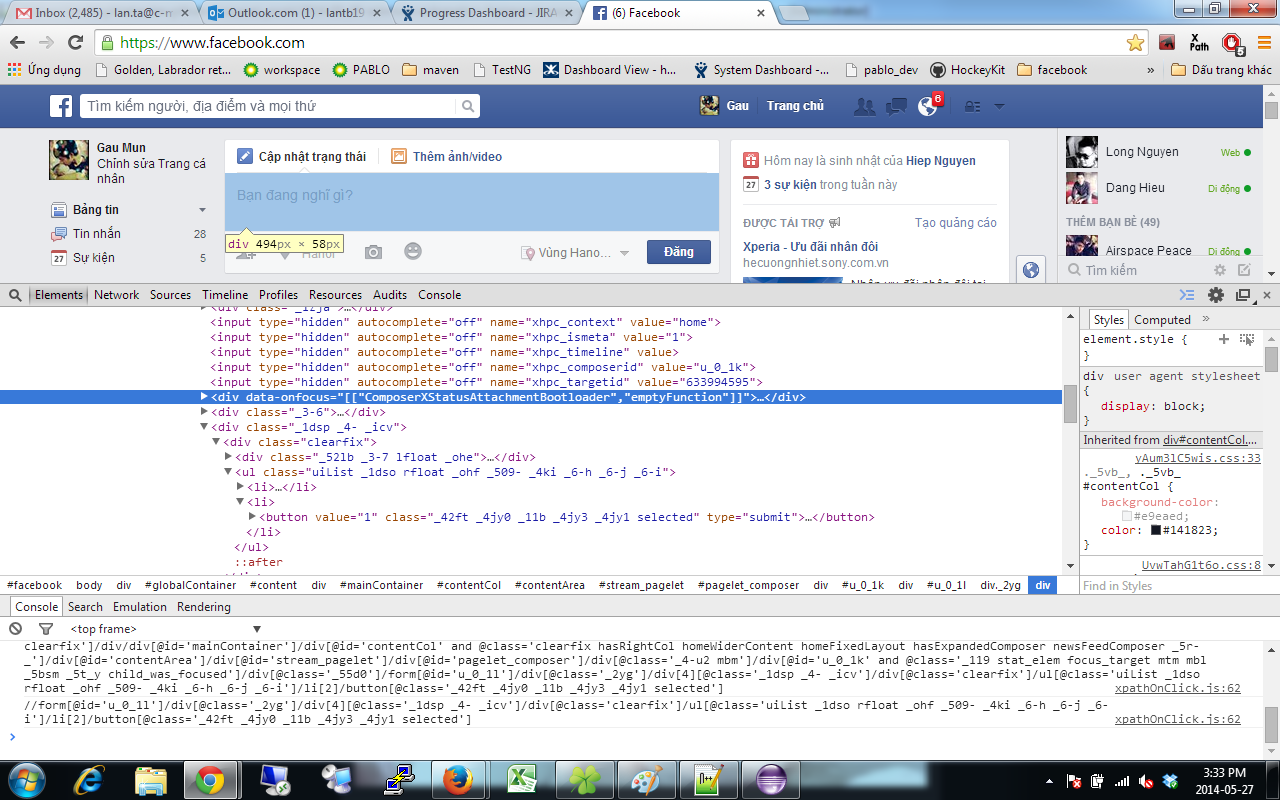 Inbox (2,485) - lan.ta@c-m
Outlook.com (1) - lantb19
Progress Dashboard - JIRA
(6) Facebook
https://www.facebook.com
X Path
5
Ứng dụng
Golden, Labrador ret...
workspace
PABLO
maven
TestNG
Dashboard View - h...
System Dashboard -...
pablo_dev
HockeyKit
facebook
»
Dấu trang khác
Tìm kiếm người, địa điểm và mọi thứ
Gau
Trang chủ
6
Gau Mun
Chỉnh sửa Trang cá
nhân
Bảng tin
Tin nhắn 28
Sự kiện 5
Cập nhật trạng thái
Thêm ảnh/video
Bạn đang nghĩ gì?
div 494px × 58px
Hanoi
Vùng Hano...
Đăng
Hôm nay là sinh nhật của Hiep Nguyen
27 3 sự kiện trong tuần này
ĐƯỢC TÀI TRỢ
Tạo quảng cáo
Xperia - Ưu đãi nhân đôi
hecuongnhiet.sony.com.vn
Nhận ưu đãi nhân đôi tại
Long Nguyen Web
Dang Hieu Di động
THÊM BẠN BÈ (49)
Airspace Peace Di động
Tìm kiếm
Elements Network Sources Timeline Profiles Resources Audits Console
<div class="_1zja">…</div>
<input type="hidden" autocomplete="off" name="xhpc_context" value="home">
<input type="hidden" autocomplete="off" name="xhpc_ismeta" value="1">
<input type="hidden" autocomplete="off" name="xhpc_timeline" value>
<input type="hidden" autocomplete="off" name="xhpc_composerid" value="u_0_1k">
<input type="hidden" autocomplete="off" name="xhpc_targetid" value="633994595">
<div data-onfocus="[["ComposerXStatusAttachmentBootloader","emptyFunction"]]">…</div>
<div class="_3-6">…</div>
<div class="_1dsp _4- _icv">
<div class="clearfix">
<div class="_52lb _3-7 lfloat _ohe">…</div>
<ul class="uiList _1dso rfloat _ohf _509- _4ki _6-h _6-j _6-i">
<li>…</li>
<li>
<button value="1" class="_42ft _4jy0 _11b _4jy3 _4jy1 selected" type="submit">…</button>
</li>
</ul>
::after
#facebook body div #globalContainer #content div #mainContainer #contentCol #contentArea #stream_pagelet #pagelet_composer div #u_0_1k div #u_0_1l div._2yg div
Styles Computed »
element.style {
}
div user agent stylesheet
{
display: block;
}
Inherited from div#contentCol.…
yAum3lC5wis.css:33
._5vb_, ._5vb_
#contentCol {
background-color:
#e9eaed;
color: #141823;
}
UvwTahG1t6o.css:8
Find in Styles
Console Search Emulation Rendering
<top frame>
clearfix']/div/div[@id='mainContainer']/div[@id='contentCol' and @class='clearfix hasRightCol homeWiderContent homeFixedLayout hasExpandedComposer newsFeedComposer _5r-
_']/div[@id='contentArea']/div[@id='stream_pagelet']/div[@id='pagelet_composer']/div[@class='_4-u2 mbm']/div[@id='u_0_1k' and @class='_119 stat_elem focus_target mtm mbl
_5bsm _5t_y child_was_focused']/div[@class='_55d0']/form[@id='u_0_1l']/div[@class='_2yg']/div[4][@class='_1dsp _4- _icv']/div[@class='clearfix']/ul[@class='uiList _1dso
rfloat _ohf _509- _4ki _6-h _6-j _6-i']/li[2]/button[@class='_42ft _4jy0 _11b _4jy3 _4jy1 selected'] xpathOnClick.js:62
//form[@id='u_0_1l']/div[@class='_2yg']/div[4][@class='_1dsp _4- _icv']/div[@class='clearfix']/ul[@class='uiList _1dso rfloat _ohf _509- _4ki _6-h _6-j _6-
i']/li[2]/button[@class='_42ft _4jy0 _11b _4jy3 _4jy1 selected'] xpathOnClick.js:62
>
3:33 PM
2014-05-27